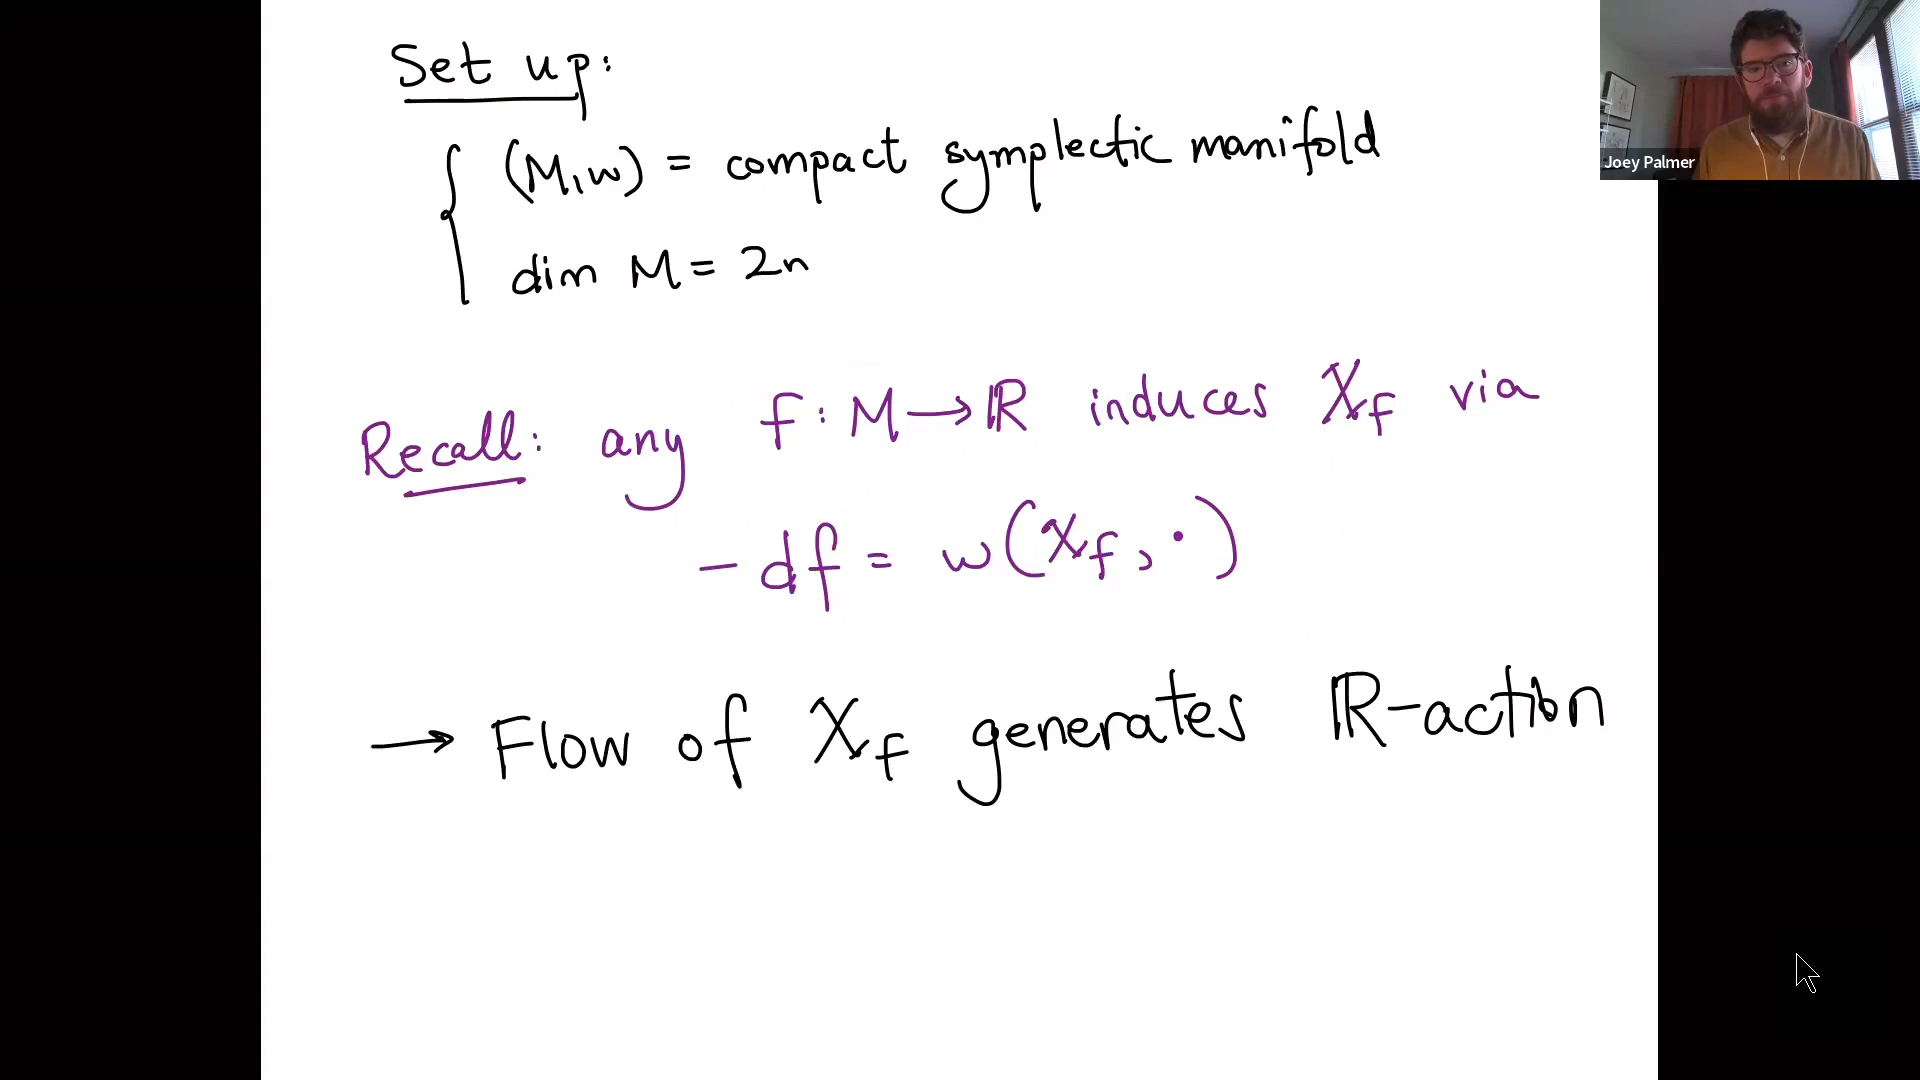 Set up:
(M, ω) = compact symplectic manifold
dim M = 2n
Recall: any f : M → ℝ induces X_f via
- df = ω(X_f, ·)
→ Flow of X_f generates ℝ-action
Joey Palmer